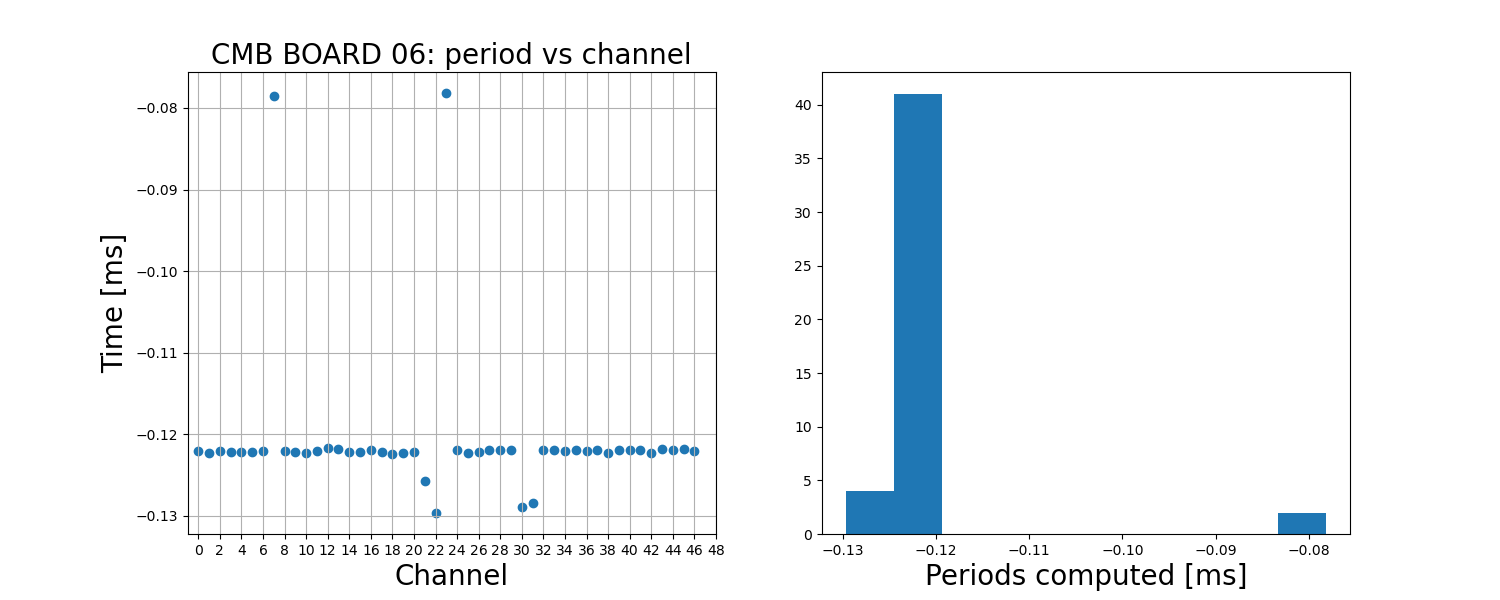 CMB BOARD 06: period vs channel
Time [ms]
−0.08
−0.09
−0.10
−0.11
−0.12
−0.13
0 2 4 6 8 10 12 14 16 18 20 22 24 26 28 30 32 34 36 38 40 42 44 46 48
Channel
40
35
30
25
20
15
10
5
0
−0.13 −0.12 −0.11 −0.10 −0.09 −0.08
Periods computed [ms]